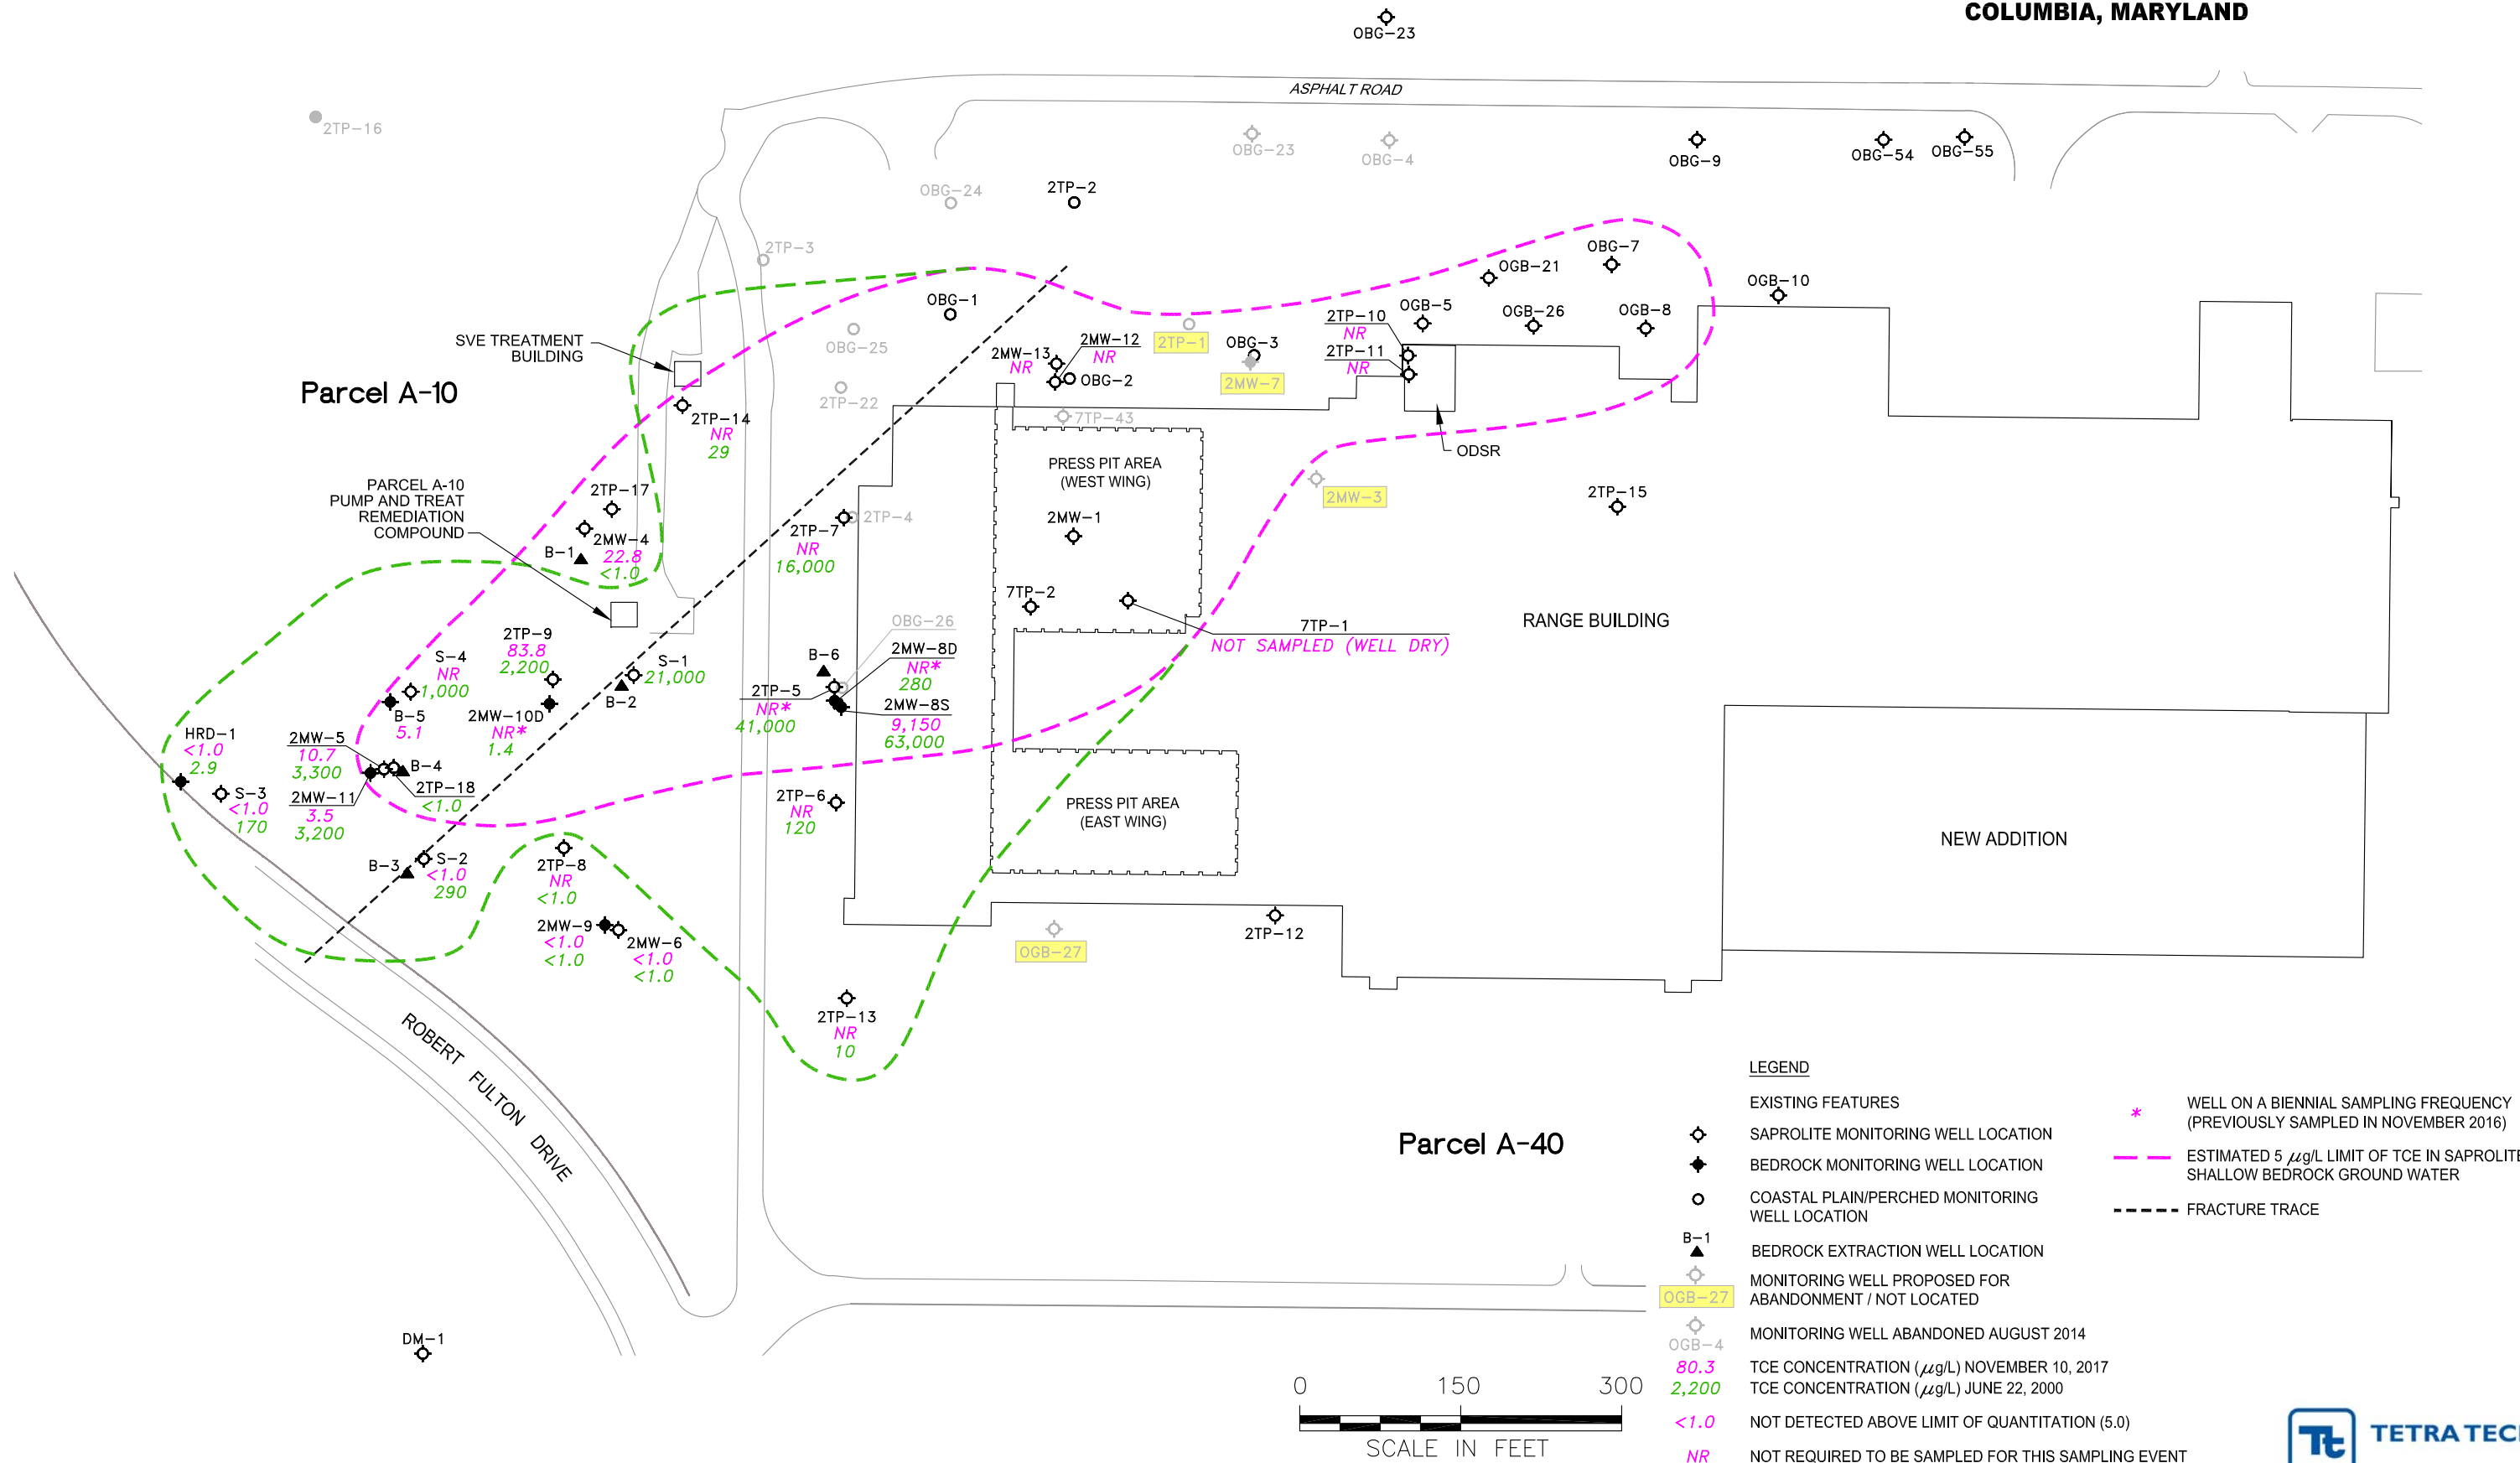 COLUMBIA, MARYLAND
OBG-23
ASPHALT ROAD
2TP-16
OBG-23
OBG-4
OBG-9
OBG-54
OBG-55
OBG-24
2TP-2
2TP-3
OBG-7
OGB-21
OGB-10
OBG-1
OGB-5
OGB-26
OGB-8
SVE TREATMENT
BUILDING
OBG-25
2MW-13
NR
2MW-12
NR
2TP-1
OBG-3
2TP-10
NR
2TP-11
NR
OBG-2
2MW-7
Parcel A-10
2TP-22
7TP-43
2TP-14
NR
29
ODSR
PRESS PIT AREA
(WEST WING)
PARCEL A-10
PUMP AND TREAT
REMEDIATION
COMPOUND
2TP-17
2MW-3
2TP-15
2MW-4
22.8
<1.0
B-1
2TP-7
NR
16,000
2TP-4
2MW-1
7TP-2
7TP-1
NOT SAMPLED (WELL DRY)
RANGE BUILDING
OBG-26
2TP-9
83.8
2,200
S-4
NR
1,000
S-1
21,000
B-6
2MW-8D
NR*
280
2TP-5
NR*
41,000
2MW-8S
9,150
63,000
B-2
B-5
5.1
2MW-10D
NR*
1.4
HRD-1
<1.0
2.9
2MW-5
10.7
3,300
B-4
2TP-18
<1.0
S-3
<1.0
170
2MW-11
3.5
3,200
2TP-6
NR
120
PRESS PIT AREA
(EAST WING)
NEW ADDITION
B-3
S-2
<1.0
290
2TP-8
NR
<1.0
2MW-9
<1.0
<1.0
2MW-6
<1.0
<1.0
OGB-27
2TP-12
2TP-13
NR
10
ROBERT FULTON DRIVE
Parcel A-40
DM-1
0 150 300
SCALE IN FEET
LEGEND
EXISTING FEATURES
SAPROLITE MONITORING WELL LOCATION
BEDROCK MONITORING WELL LOCATION
COASTAL PLAIN/PERCHED MONITORING
WELL LOCATION
B-1
BEDROCK EXTRACTION WELL LOCATION
OGB-27
MONITORING WELL PROPOSED FOR
ABANDONMENT / NOT LOCATED
OGB-4
MONITORING WELL ABANDONED AUGUST 2014
80.3 TCE CONCENTRATION (µg/L) NOVEMBER 10, 2017
2,200 TCE CONCENTRATION (µg/L) JUNE 22, 2000
<1.0 NOT DETECTED ABOVE LIMIT OF QUANTITATION (5.0)
NR NOT REQUIRED TO BE SAMPLED FOR THIS SAMPLING EVENT
* WELL ON A BIENNIAL SAMPLING FREQUENCY
(PREVIOUSLY SAMPLED IN NOVEMBER 2016)
ESTIMATED 5 µg/L LIMIT OF TCE IN SAPROLITE
SHALLOW BEDROCK GROUND WATER
FRACTURE TRACE
Tt TETRA TECH